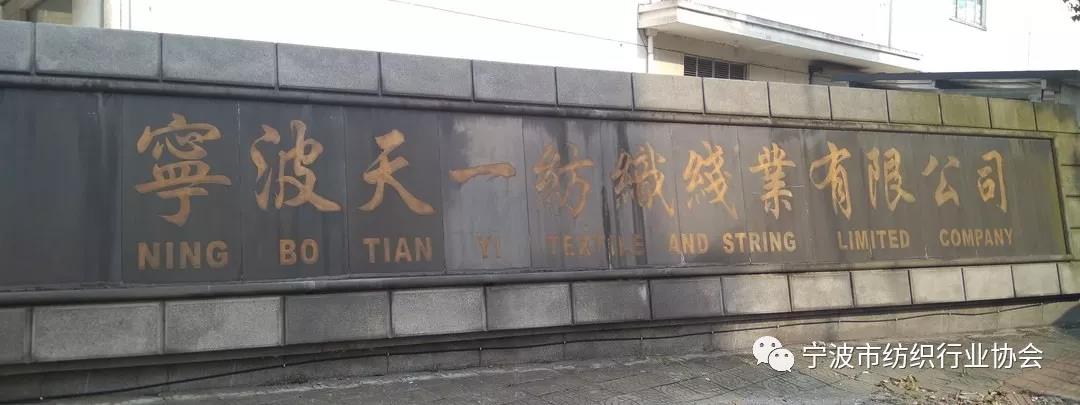 寧波天一紡織綫業有限公司
NING BO TIAN YI TEXTILE AND STRING LIMITED COMPANY
宁波市纺织行业协会